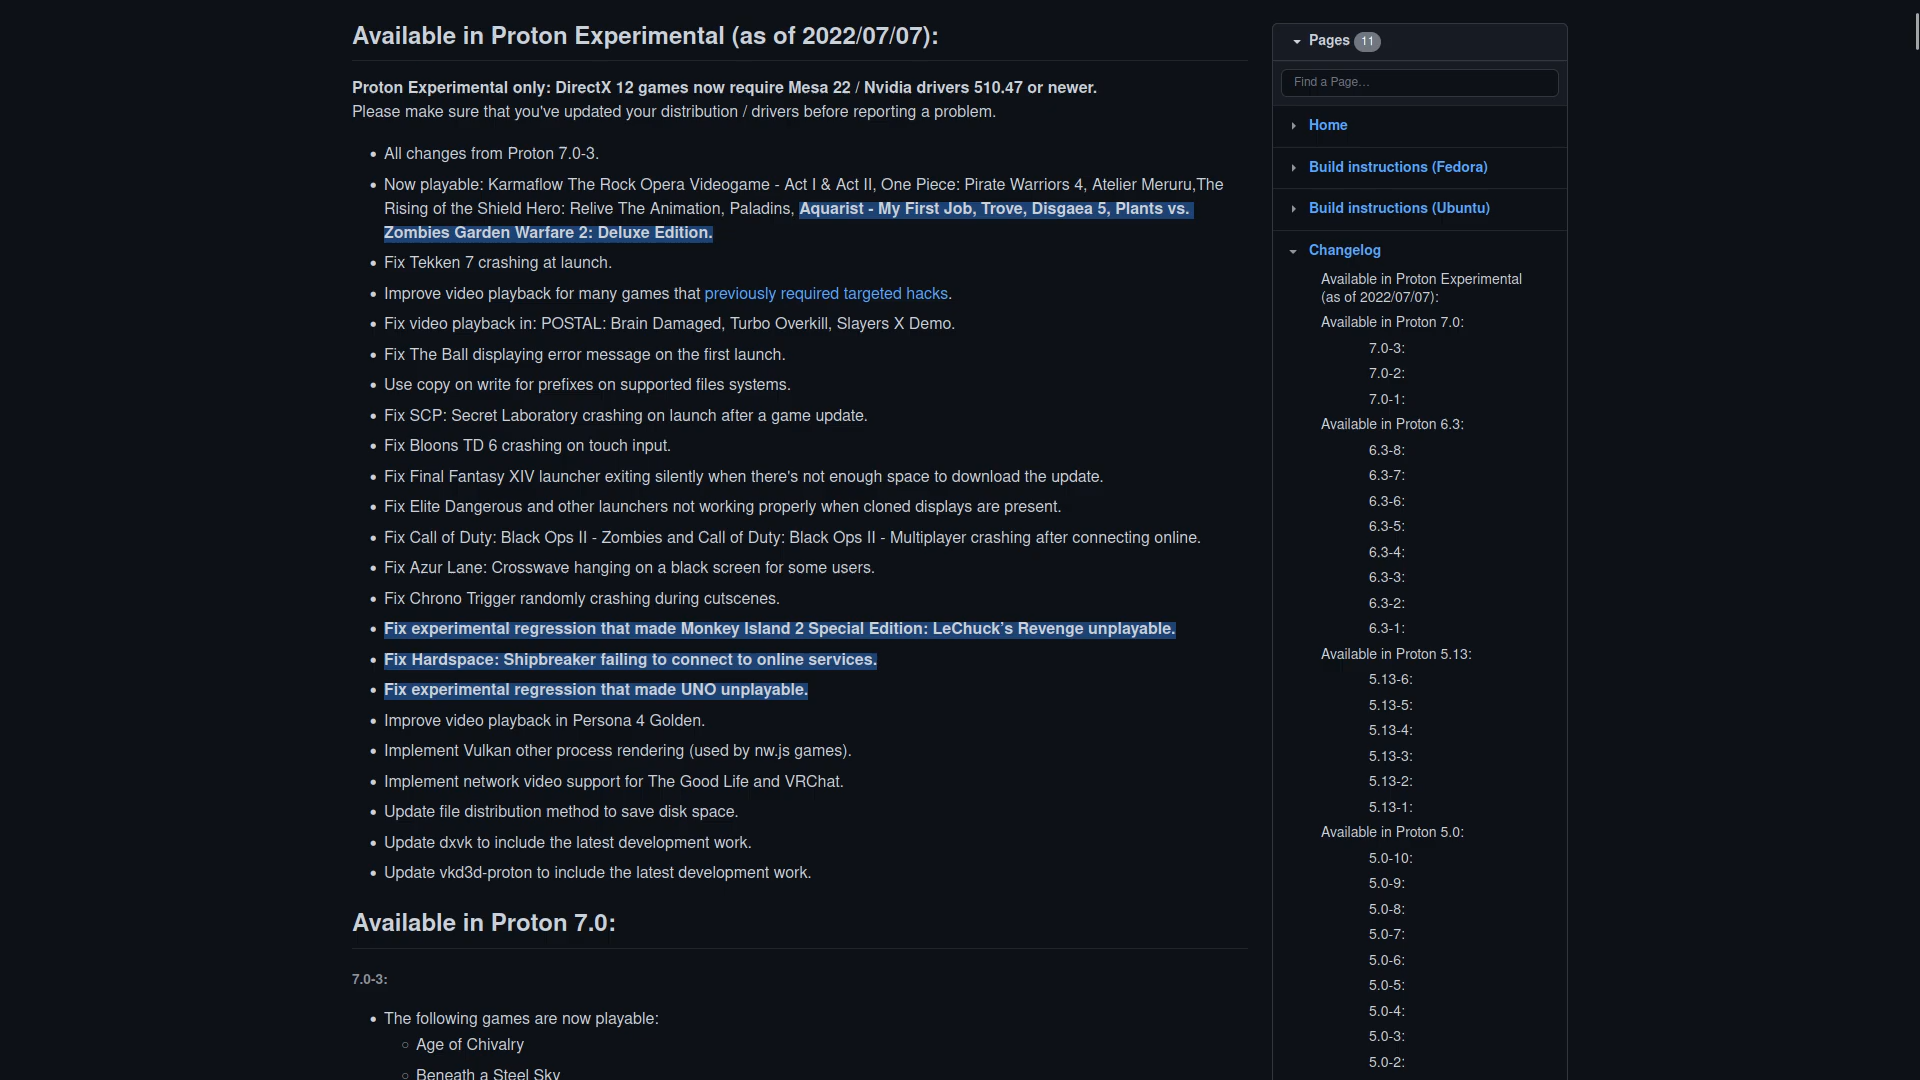 Available in Proton Experimental (as of 2022/07/07):
Proton Experimental only: DirectX 12 games now require Mesa 22 / Nvidia drivers 510.47 or newer.
Please make sure that you've updated your distribution / drivers before reporting a problem.
All changes from Proton 7.0-3.
Now playable: Karmaflow The Rock Opera Videogame - Act I & Act II, One Piece: Pirate Warriors 4, Atelier Meruru,The
Rising of the Shield Hero: Relive The Animation, Paladins, Aquarist - My First Job, Trove, Disgaea 5, Plants vs.
Zombies Garden Warfare 2: Deluxe Edition.
Fix Tekken 7 crashing at launch.
Improve video playback for many games that previously required targeted hacks.
Fix video playback in: POSTAL: Brain Damaged, Turbo Overkill, Slayers X Demo.
Fix The Ball displaying error message on the first launch.
Use copy on write for prefixes on supported files systems.
Fix SCP: Secret Laboratory crashing on launch after a game update.
Fix Bloons TD 6 crashing on touch input.
Fix Final Fantasy XIV launcher exiting silently when there's not enough space to download the update.
Fix Elite Dangerous and other launchers not working properly when cloned displays are present.
Fix Call of Duty: Black Ops II - Zombies and Call of Duty: Black Ops II - Multiplayer crashing after connecting online.
Fix Azur Lane: Crosswave hanging on a black screen for some users.
Fix Chrono Trigger randomly crashing during cutscenes.
Fix experimental regression that made Monkey Island 2 Special Edition: LeChuck’s Revenge unplayable.
Fix Hardspace: Shipbreaker failing to connect to online services.
Fix experimental regression that made UNO unplayable.
Improve video playback in Persona 4 Golden.
Implement Vulkan other process rendering (used by nw.js games).
Implement network video support for The Good Life and VRChat.
Update file distribution method to save disk space.
Update dxvk to include the latest development work.
Update vkd3d-proton to include the latest development work.
Available in Proton 7.0:
7.0-3:
The following games are now playable:
Age of Chivalry
Beneath a Steel Sky
Pages 11
Find a Page…
Home
Build instructions (Fedora)
Build instructions (Ubuntu)
Changelog
Available in Proton Experimental
(as of 2022/07/07):
Available in Proton 7.0:
7.0-3:
7.0-2:
7.0-1:
Available in Proton 6.3:
6.3-8:
6.3-7:
6.3-6:
6.3-5:
6.3-4:
6.3-3:
6.3-2:
6.3-1:
Available in Proton 5.13:
5.13-6:
5.13-5:
5.13-4:
5.13-3:
5.13-2:
5.13-1:
Available in Proton 5.0:
5.0-10:
5.0-9:
5.0-8:
5.0-7:
5.0-6:
5.0-5:
5.0-4:
5.0-3:
5.0-2: